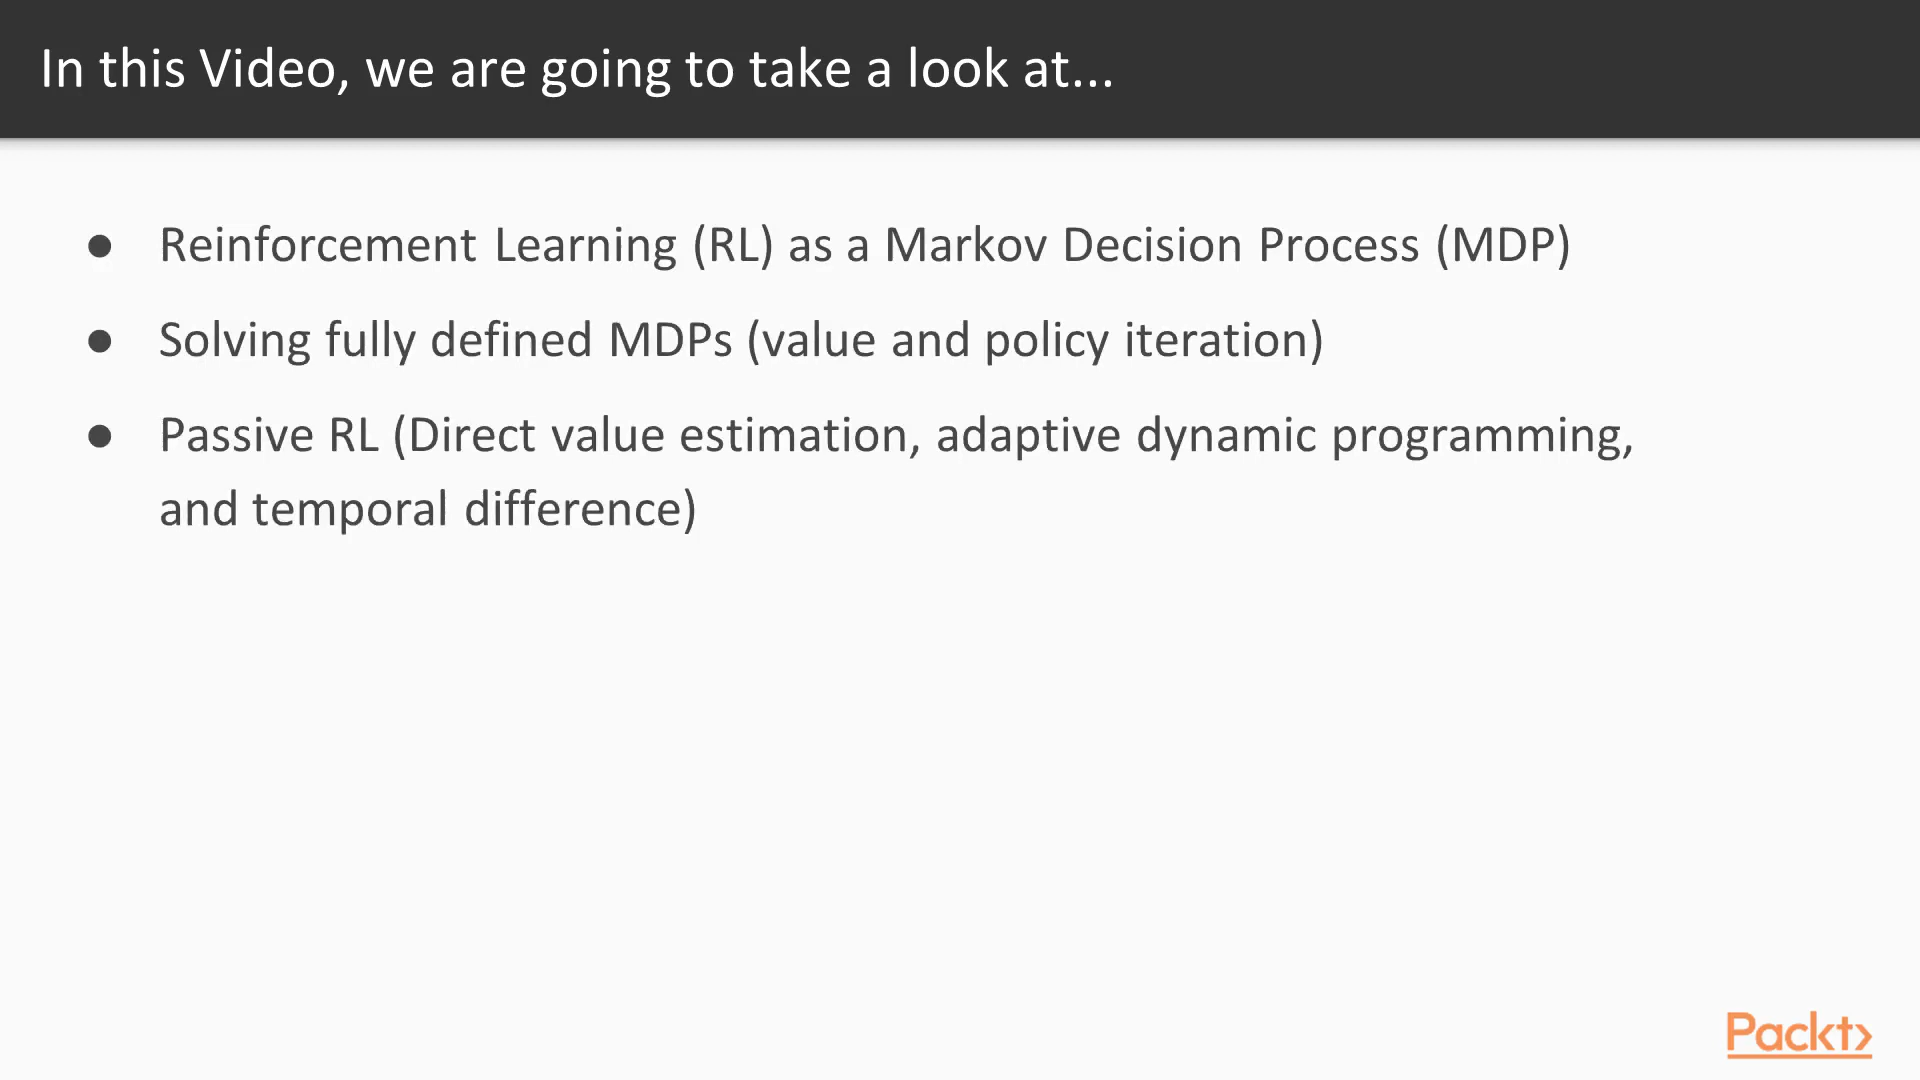 In this Video, we are going to take a look at...
● Reinforcement Learning (RL) as a Markov Decision Process (MDP)
● Solving fully defined MDPs (value and policy iteration)
● Passive RL (Direct value estimation, adaptive dynamic programming,
and temporal difference)
Packt>